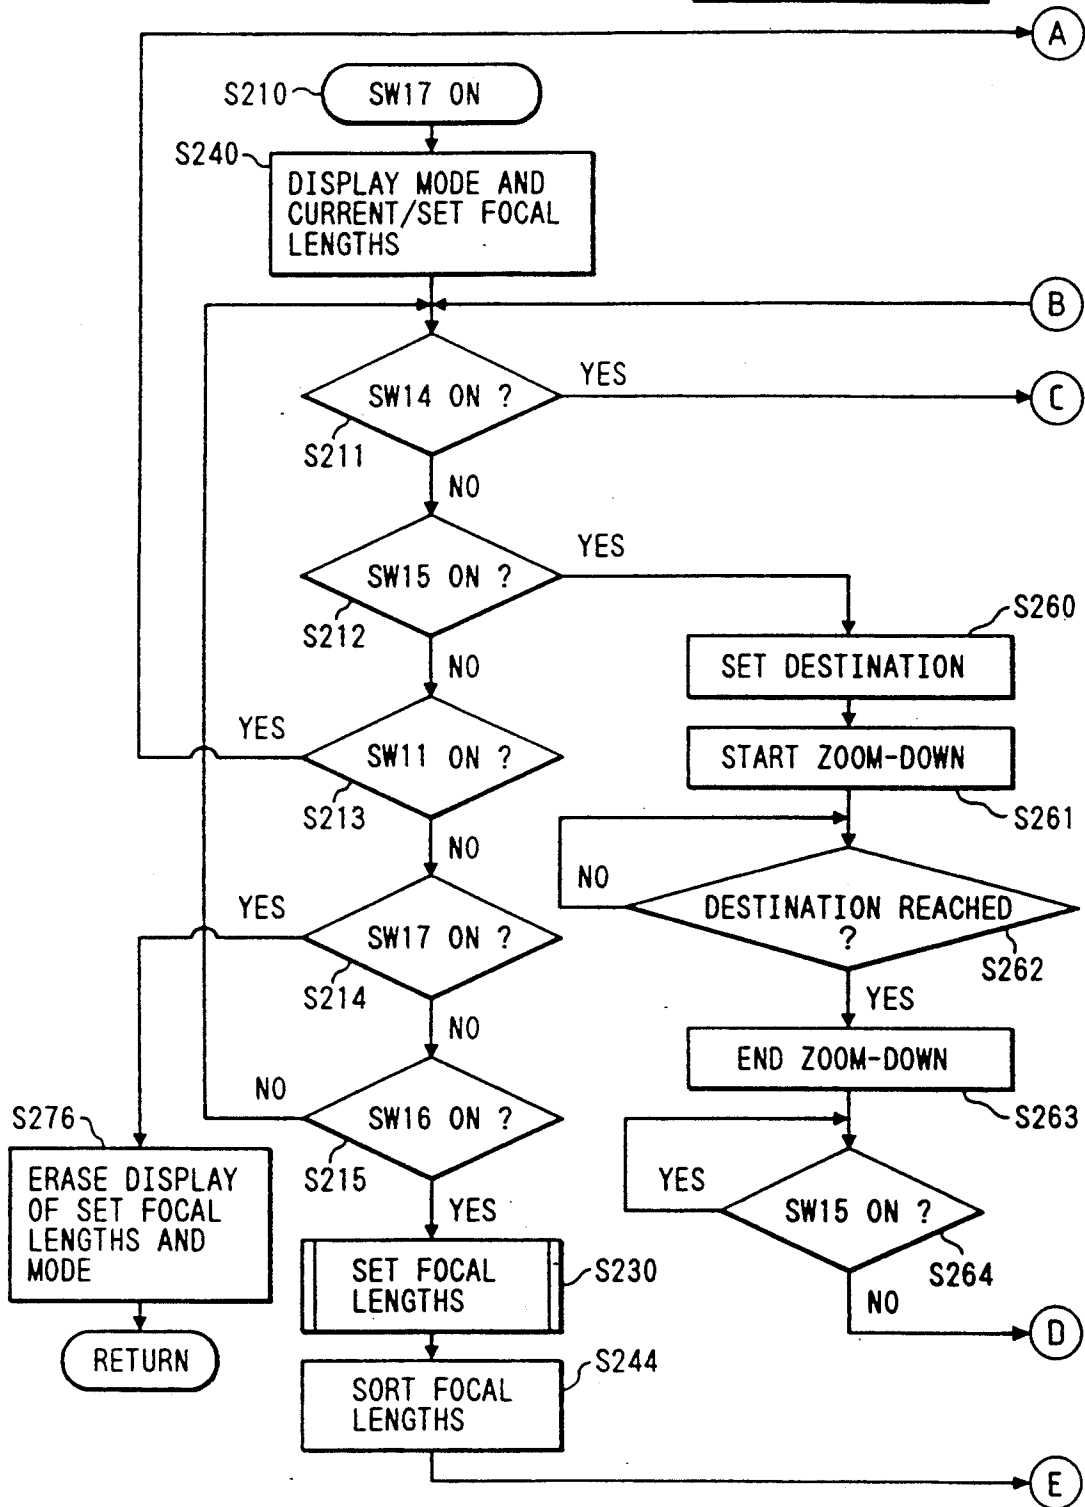 A
S210
SW17 ON
S240
DISPLAY MODE AND
CURRENT/SET FOCAL
LENGTHS
B
SW14 ON ?
YES
C
S211
NO
SW15 ON ?
YES
S212
NO
S260
SET DESTINATION
YES
SW11 ON ?
START ZOOM-DOWN
S213
S261
NO
NO
YES
SW17 ON ?
DESTINATION REACHED
?
S262
S214
NO
YES
END ZOOM-DOWN
S263
NO
SW16 ON ?
S276
S215
YES
ERASE DISPLAY
OF SET FOCAL
LENGTHS AND
MODE
YES
SW15 ON ?
S264
SET FOCAL
LENGTHS
S230
NO
D
RETURN
S244
SORT FOCAL
LENGTHS
E